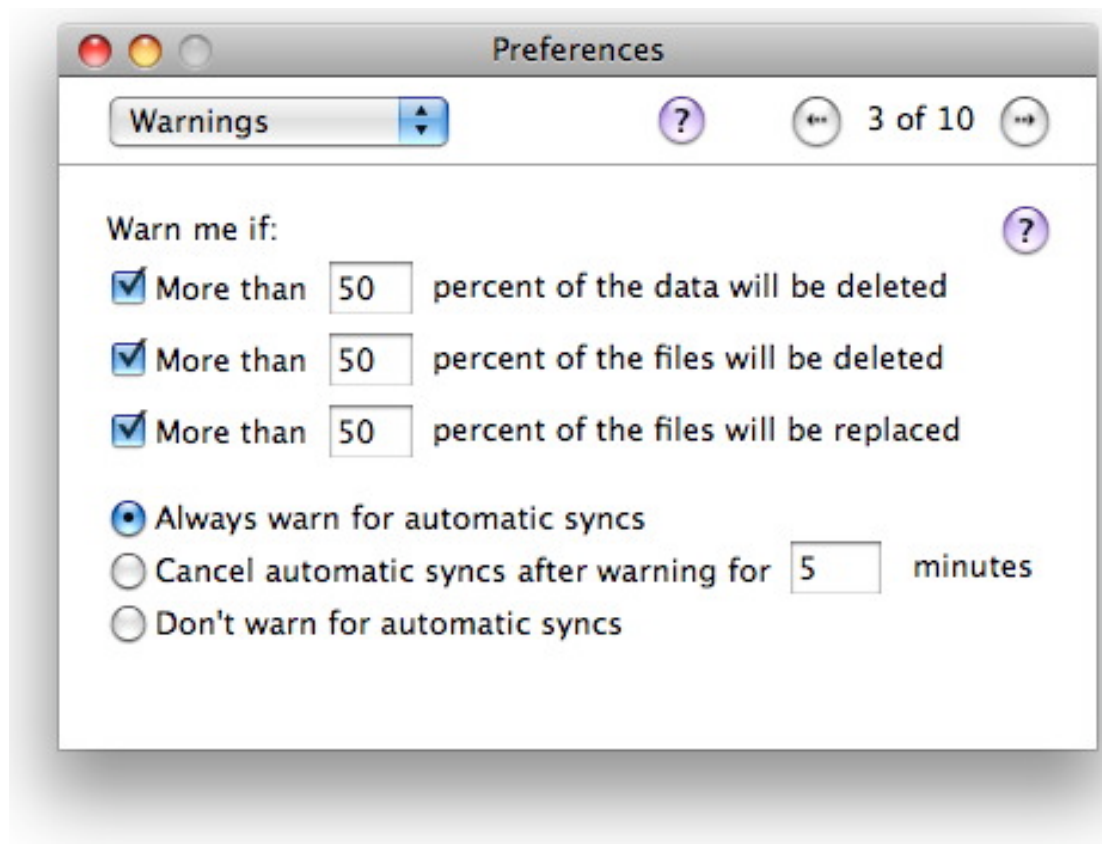 Preferences
Warnings ? 3 of 10
Warn me if: ?
More than 50 percent of the data will be deleted
More than 50 percent of the files will be deleted
More than 50 percent of the files will be replaced
Always warn for automatic syncs
Cancel automatic syncs after warning for 5 minutes
Don't warn for automatic syncs